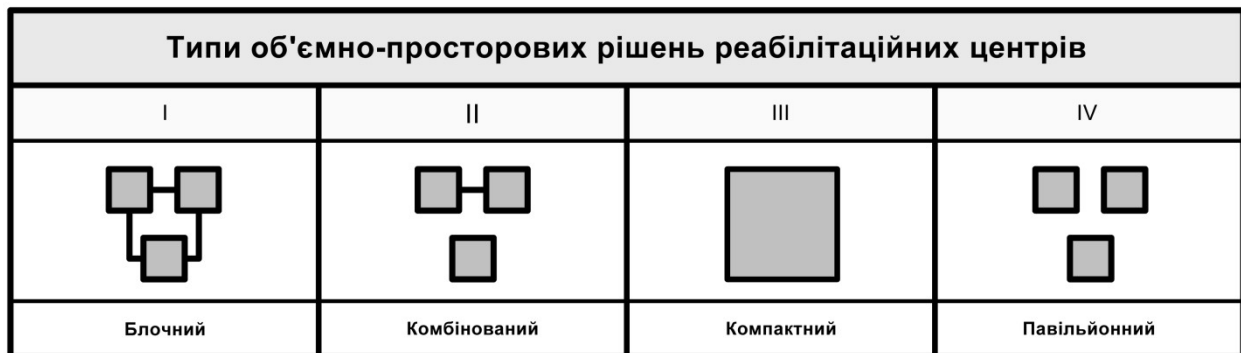 Типи об'ємно-просторових рішень реабілітаційних центрів
I
II
III
IV
Блочний
Комбінований
Компактний
Павільйонний